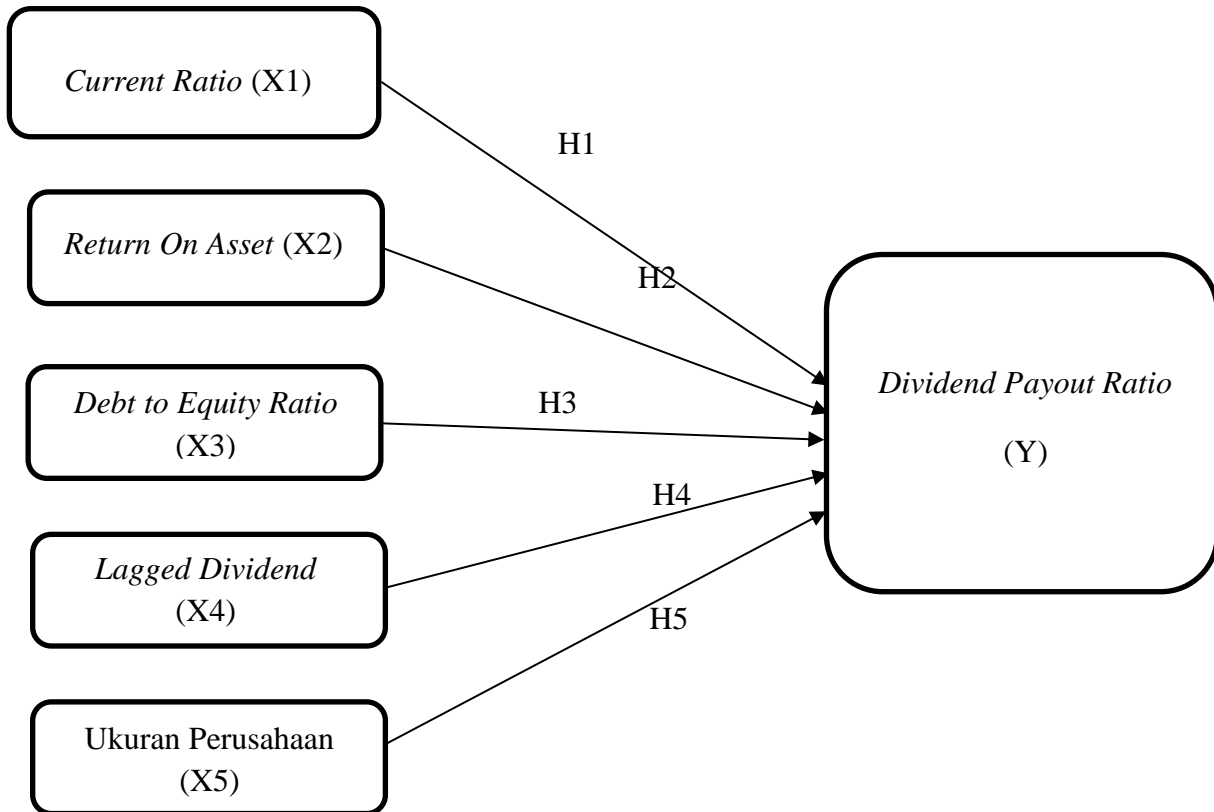 Current Ratio (X1)
H1
Return On Asset (X2)
H2
Debt to Equity Ratio
(X3)
H3
Dividend Payout Ratio
(Y)
Lagged Dividend
(X4)
H4
H5
Ukuran Perusahaan
(X5)